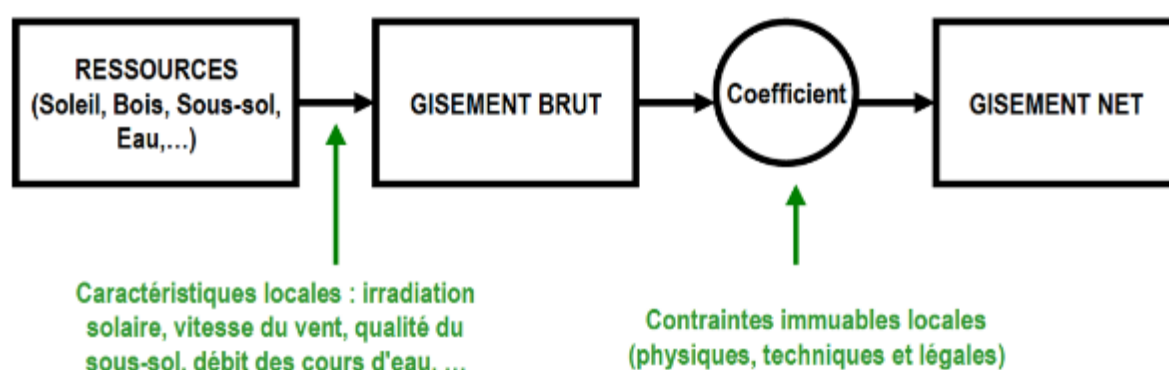 RESSOURCES
(Soleil, Bois, Sous-sol,
Eau,...)
GISEMENT BRUT
Coefficient
GISEMENT NET
Caractéristiques locales : irradiation
solaire, vitesse du vent, qualité du
sous-sol, débit des cours d'eau, ...
Contraintes immuables locales
(physiques, techniques et légales)